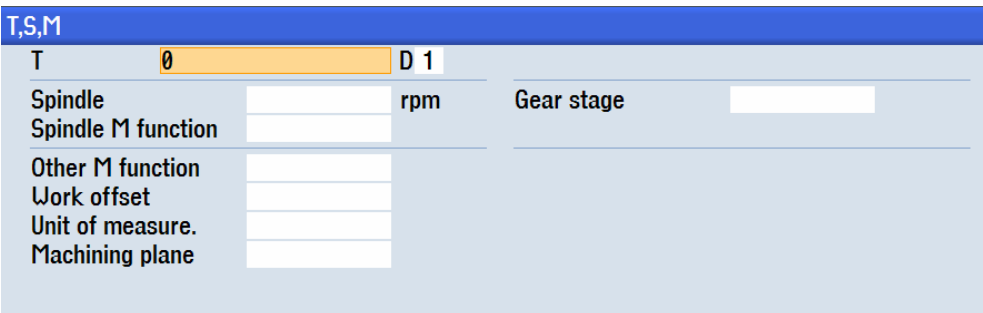 T,S,M
T 0 D 1
Spindle rpm Gear stage
Spindle M function
Other M function
Work offset
Unit of measure.
Machining plane